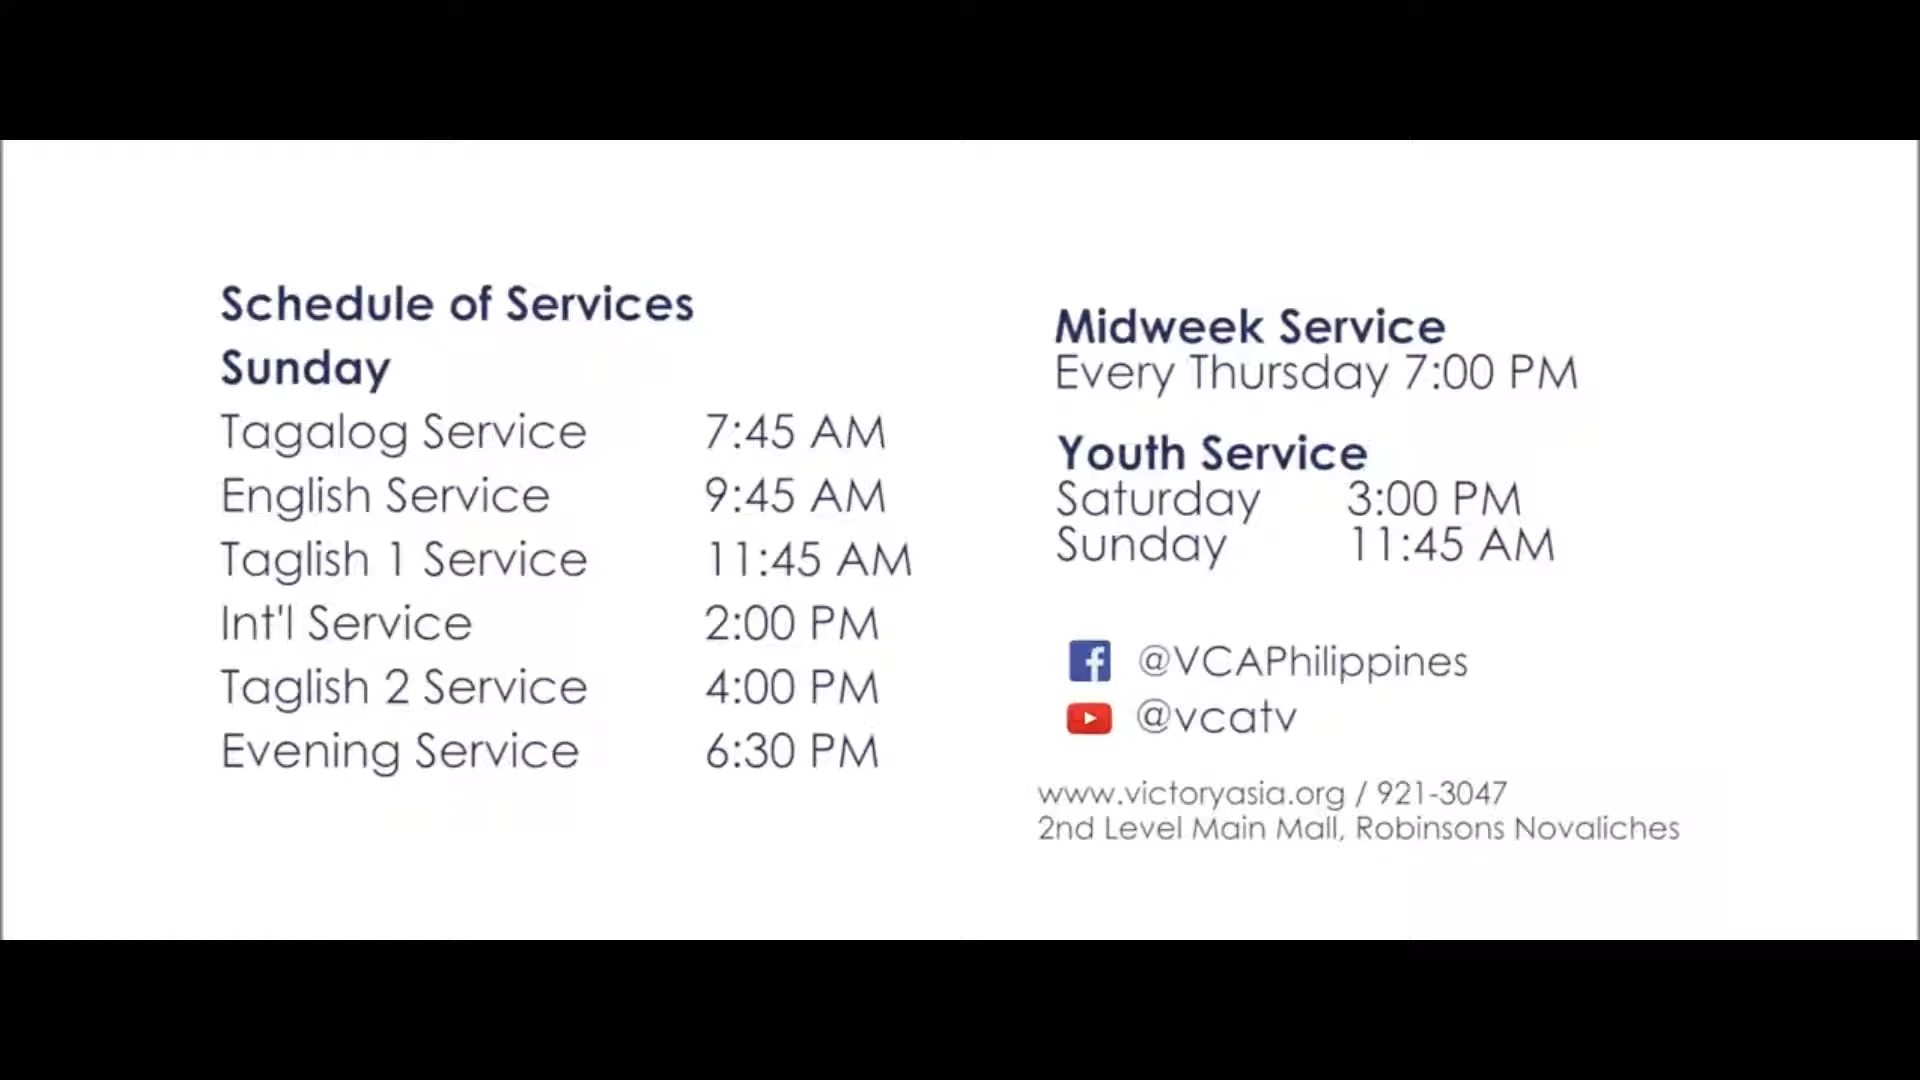 Schedule of Services
Sunday
Tagalog Service 7:45 AM
English Service 9:45 AM
Taglish 1 Service 11:45 AM
Int'l Service 2:00 PM
Taglish 2 Service 4:00 PM
Evening Service 6:30 PM
Midweek Service
Every Thursday 7:00 PM
Youth Service
Saturday 3:00 PM
Sunday 11:45 AM
@VCAPhilippines
@vcatv
www.victoryasia.org / 921-3047
2nd Level Main Mall, Robinsons Novaliches